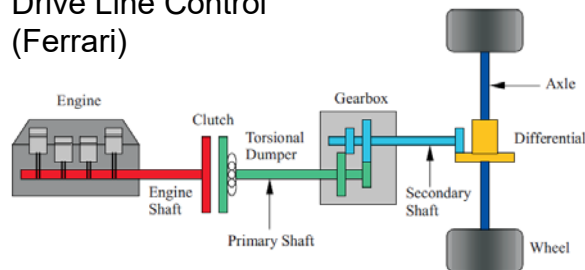 Drive Line Control
(Ferrari)
Engine
Clutch
Torsional
Dumper
Gearbox
Axle
Differential
Engine
Shaft
Primary Shaft
Secondary
Shaft
Wheel